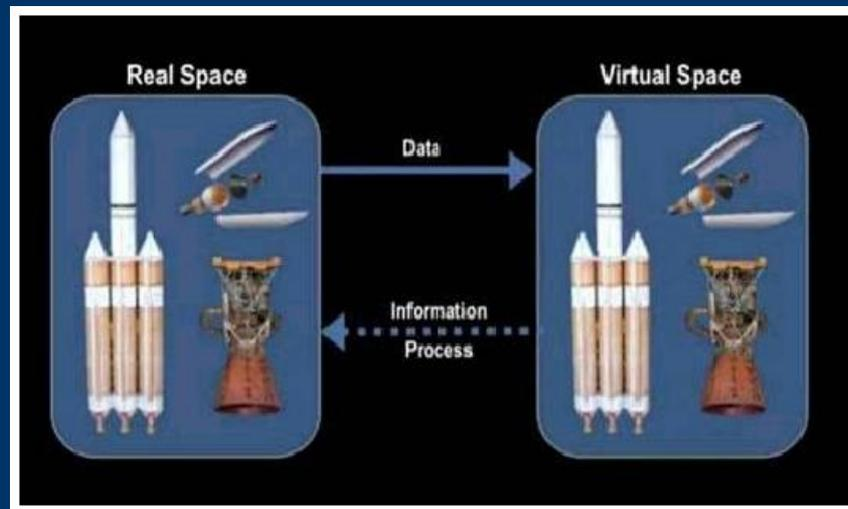 Real Space
Virtual Space
Data
Information
Process